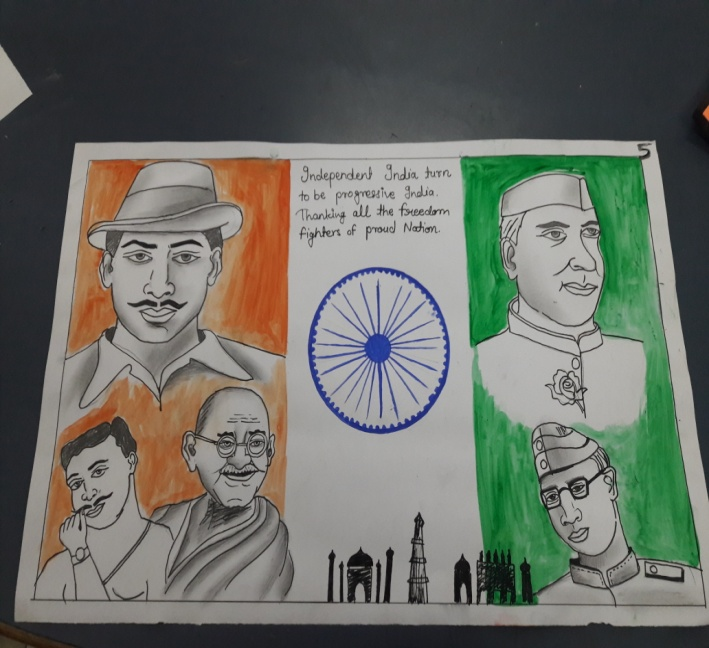 Independent India turn
to be progressive India.
Thanking all the freedom
fighters of proud Nation.
5